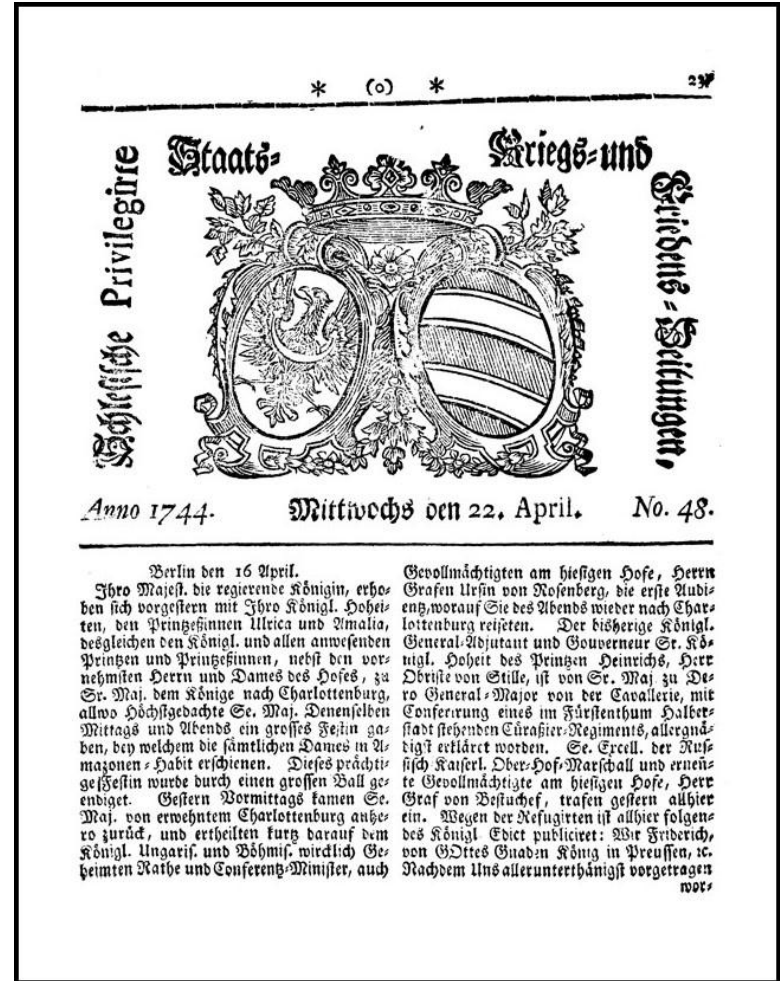 * (o) *
Schlesische Privilegirte
Staats-
Kriegs-und
Friedens-Zeitungen.
Anno 1744.
Mittwochs den 22. April.
No. 48.
Berlin den 16 April.
Ihro Majest. die regierende Königin, erho-
ben sich vorgestern mit Ihro Königl. Hohei-
ten, den Printzeßinnen Ulrica und Amalia,
desgleichen den Königl. und allen anwesenden
Printzen und Printzeßinnen, nebst den vor-
nehmsten Herrn und Dames des Hofes, zu
Sr. Maj. dem Könige nach Charlottenburg,
allwo Höchstgedachte Se. Maj. Denenselben
Mittags und Abends ein grosses Festin ga-
ben, bey welchem die sämtlichen Dames in A-
mazonen-Habit erschienen. Dieses prächti-
ge Festin wurde durch einen grossen Ball ge-
endiget. Gestern Vormittags kamen Se.
Maj. von erwehntem Charlottenburg anhe-
ro zurück, und ertheilten kurtz darauf dem
Königl. Ungaris. und Böhmis. wircklich Ge-
heimten Rathe und Conferentz-Minister, auch
Gevollmächtigten am hiesigen Hofe, Herrn
Grafen Ursin von Rosenberg, die erste Audi-
entz, worauf Sie des Abends wieder nach Char-
lottenburg reiseten. Der bisherige Königl.
General-Adjutant und Gouverneur Sr. Kö-
nigl. Hoheit des Printzen Heinrichs, Herr
Obriste von Stille, ist von Sr. Maj. zu De-
ro General-Major von der Cavallerie, mit
Conferirung eines im Fürstenthum Halber-
stadt stehenden Cüraßier-Regiments, allergnä-
digst erkläret worden. Se. Excell. der Rus-
sisch Kaiserl. Ober-Hof-Marschall und erneü-
te Gevollmächtigte am hiesigen Hofe, Herr
Graf von Bestuchef, trafen gestern allhier
ein. Wegen der Refugirten ist allhier folgen-
des Königl. Edict publiciret: Wir Friderich,
von GOttes Gnaden König in Preussen, ꝛc.
Nachdem Uns allerunterthänigst vorgetragen
wor-